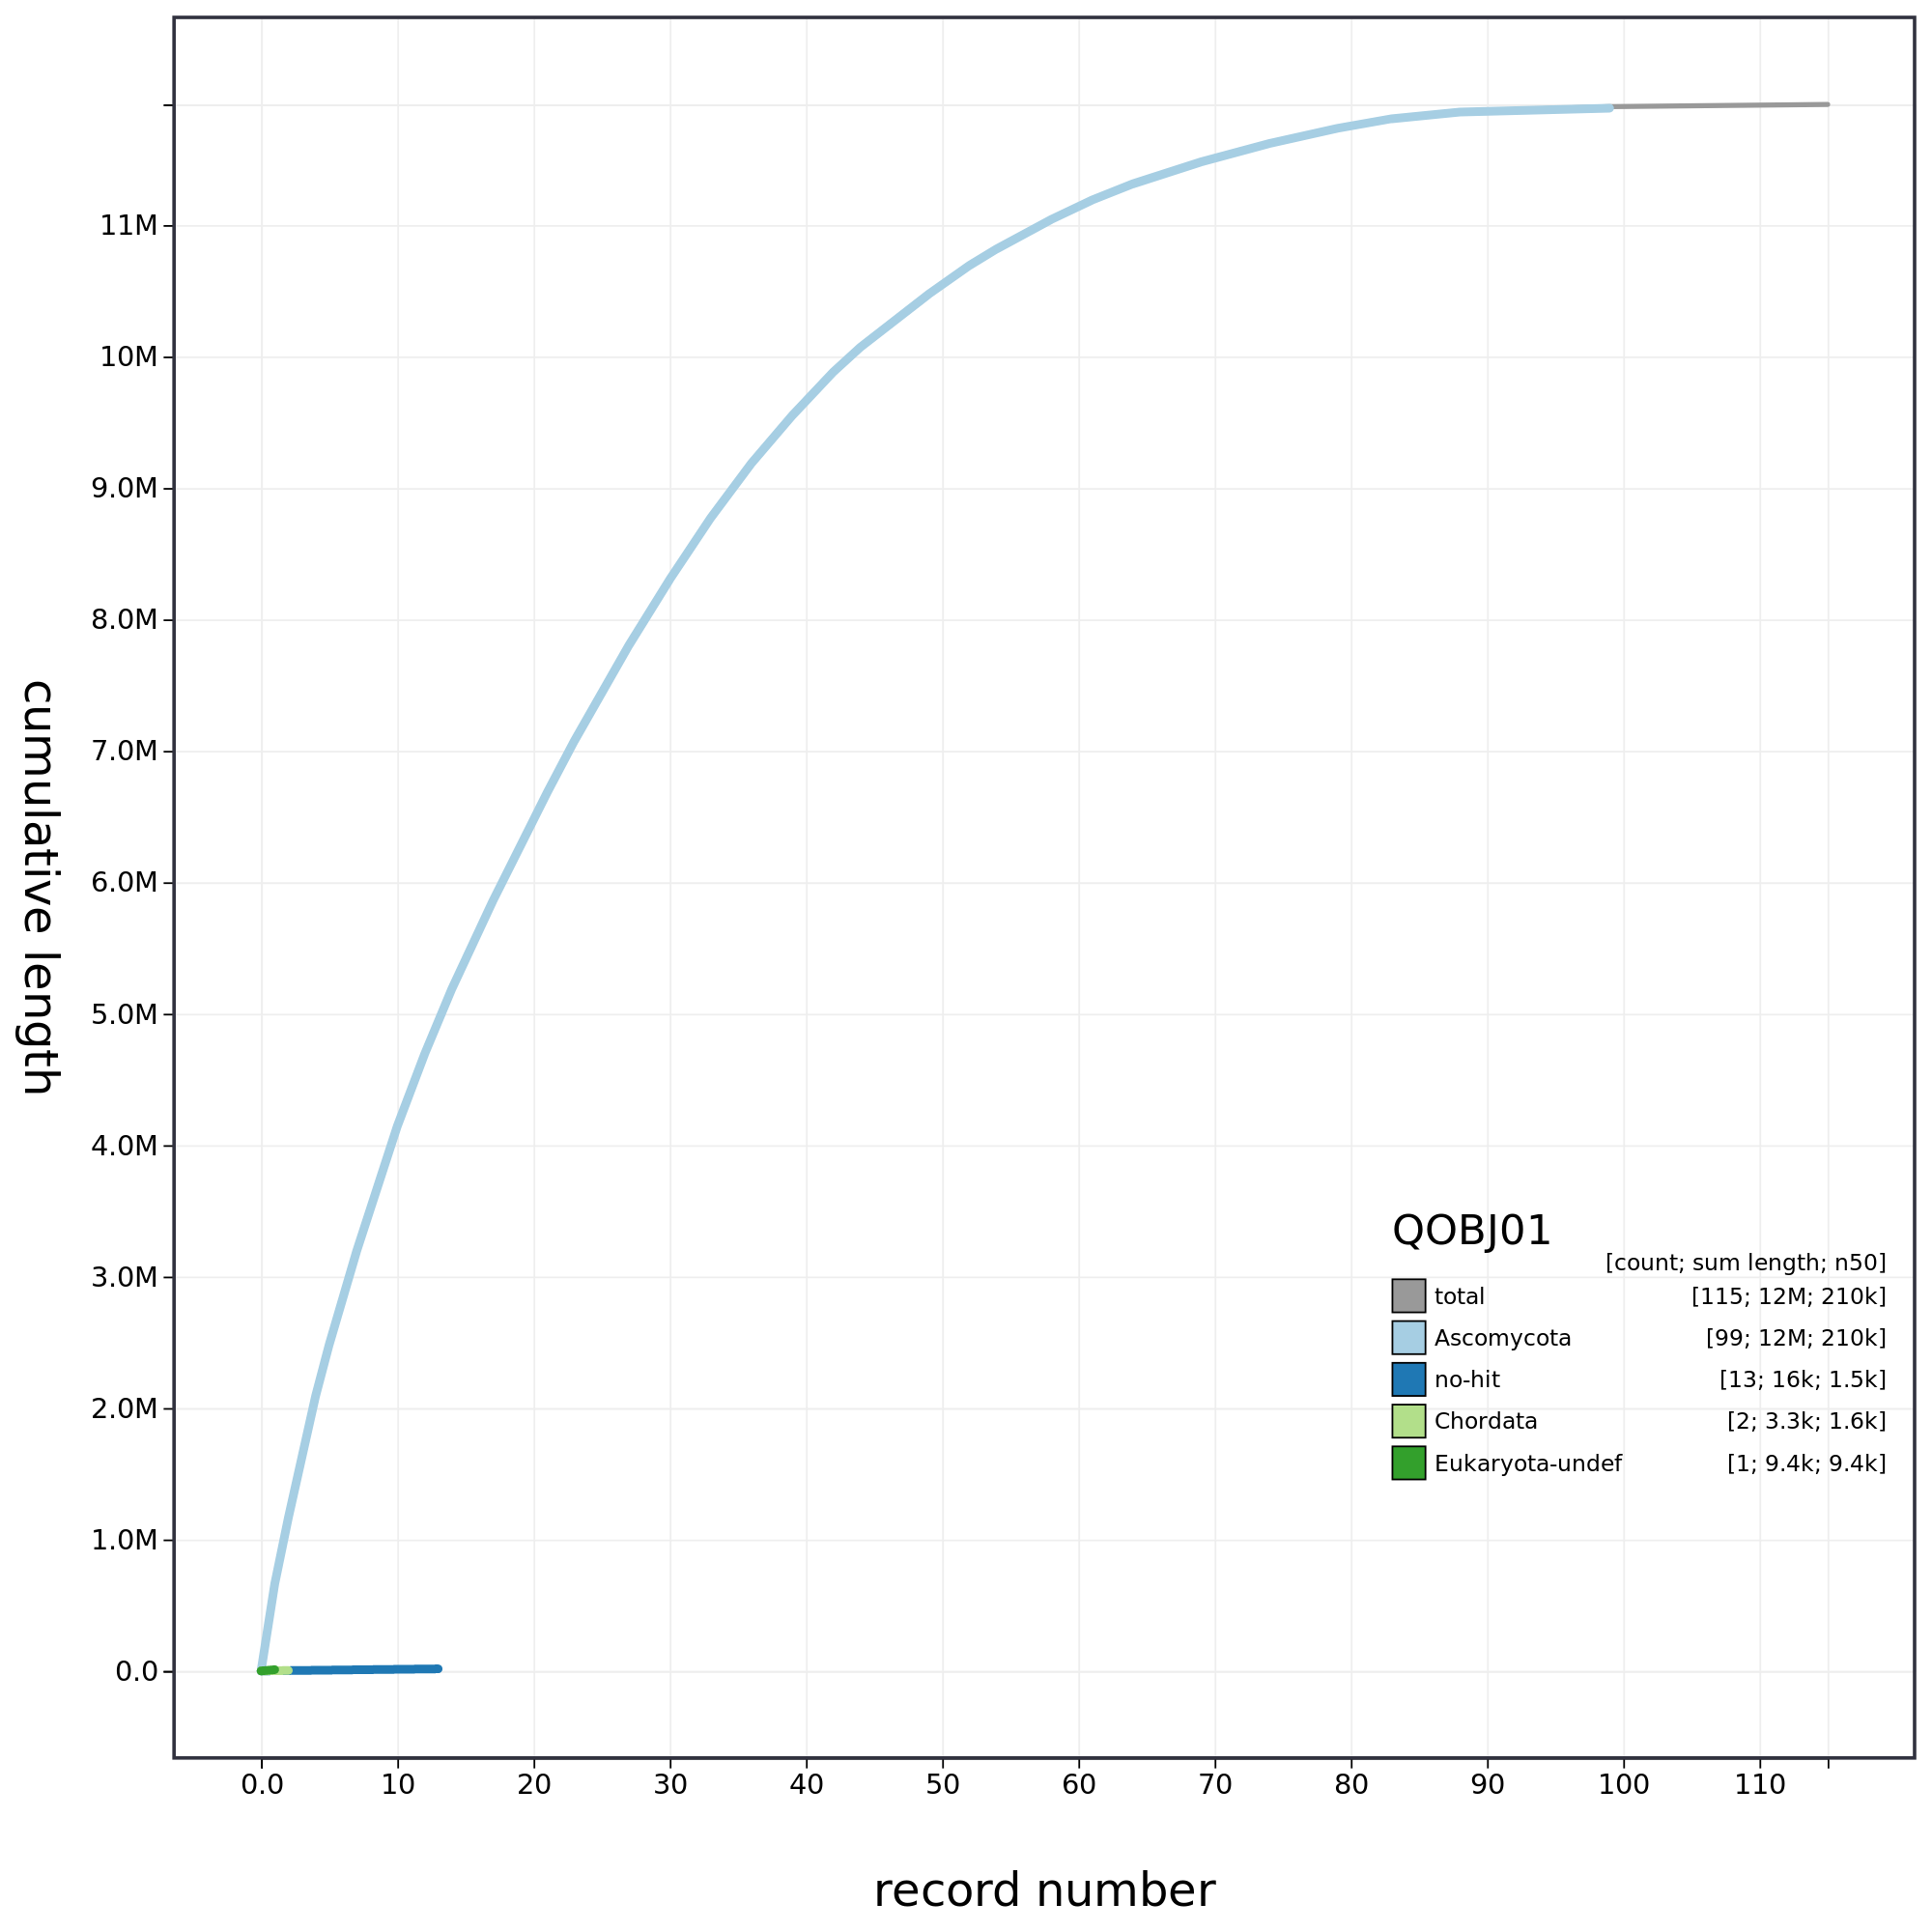 11M
10M
9.0M
8.0M
7.0M
6.0M
5.0M
4.0M
3.0M
2.0M
1.0M
0.0
cumulative length
QOBJ01
[count; sum length; n50]
total [115; 12M; 210k]
Ascomycota [99; 12M; 210k]
no-hit [13; 16k; 1.5k]
Chordata [2; 3.3k; 1.6k]
Eukaryota-undef [1; 9.4k; 9.4k]
0.0 10 20 30 40 50 60 70 80 90 100 110
record number